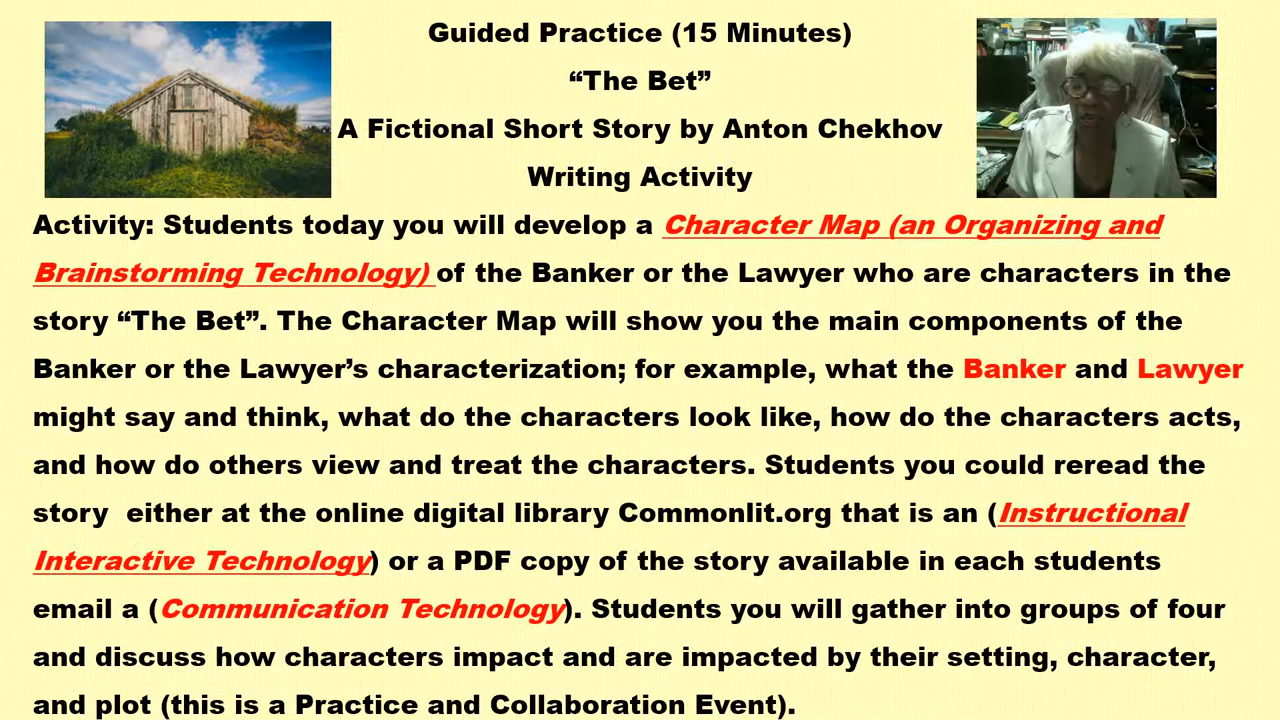 Guided Practice (15 Minutes)
“The Bet”
A Fictional Short Story by Anton Chekhov
Writing Activity
Activity: Students today you will develop a Character Map (an Organizing and
Brainstorming Technology) of the Banker or the Lawyer who are characters in the
story “The Bet”. The Character Map will show you the main components of the
Banker or the Lawyer’s characterization; for example, what the Banker and Lawyer
might say and think, what do the characters look like, how do the characters acts,
and how do others view and treat the characters. Students you could reread the
story  either at the online digital library Commonlit.org that is an (Instructional
Interactive Technology) or a PDF copy of the story available in each students
email a (Communication Technology). Students you will gather into groups of four
and discuss how characters impact and are impacted by their setting, character,
and plot (this is a Practice and Collaboration Event).